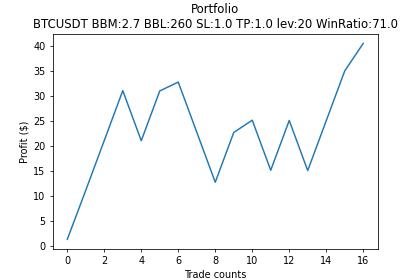 Portfolio
BTCUSDT BBM:2.7 BBL:260 SL:1.0 TP:1.0 lev:20 WinRatio:71.0
40
35
30
25
20
15
10
5
0
Profit ($)
0 2 4 6 8 10 12 14 16
Trade counts